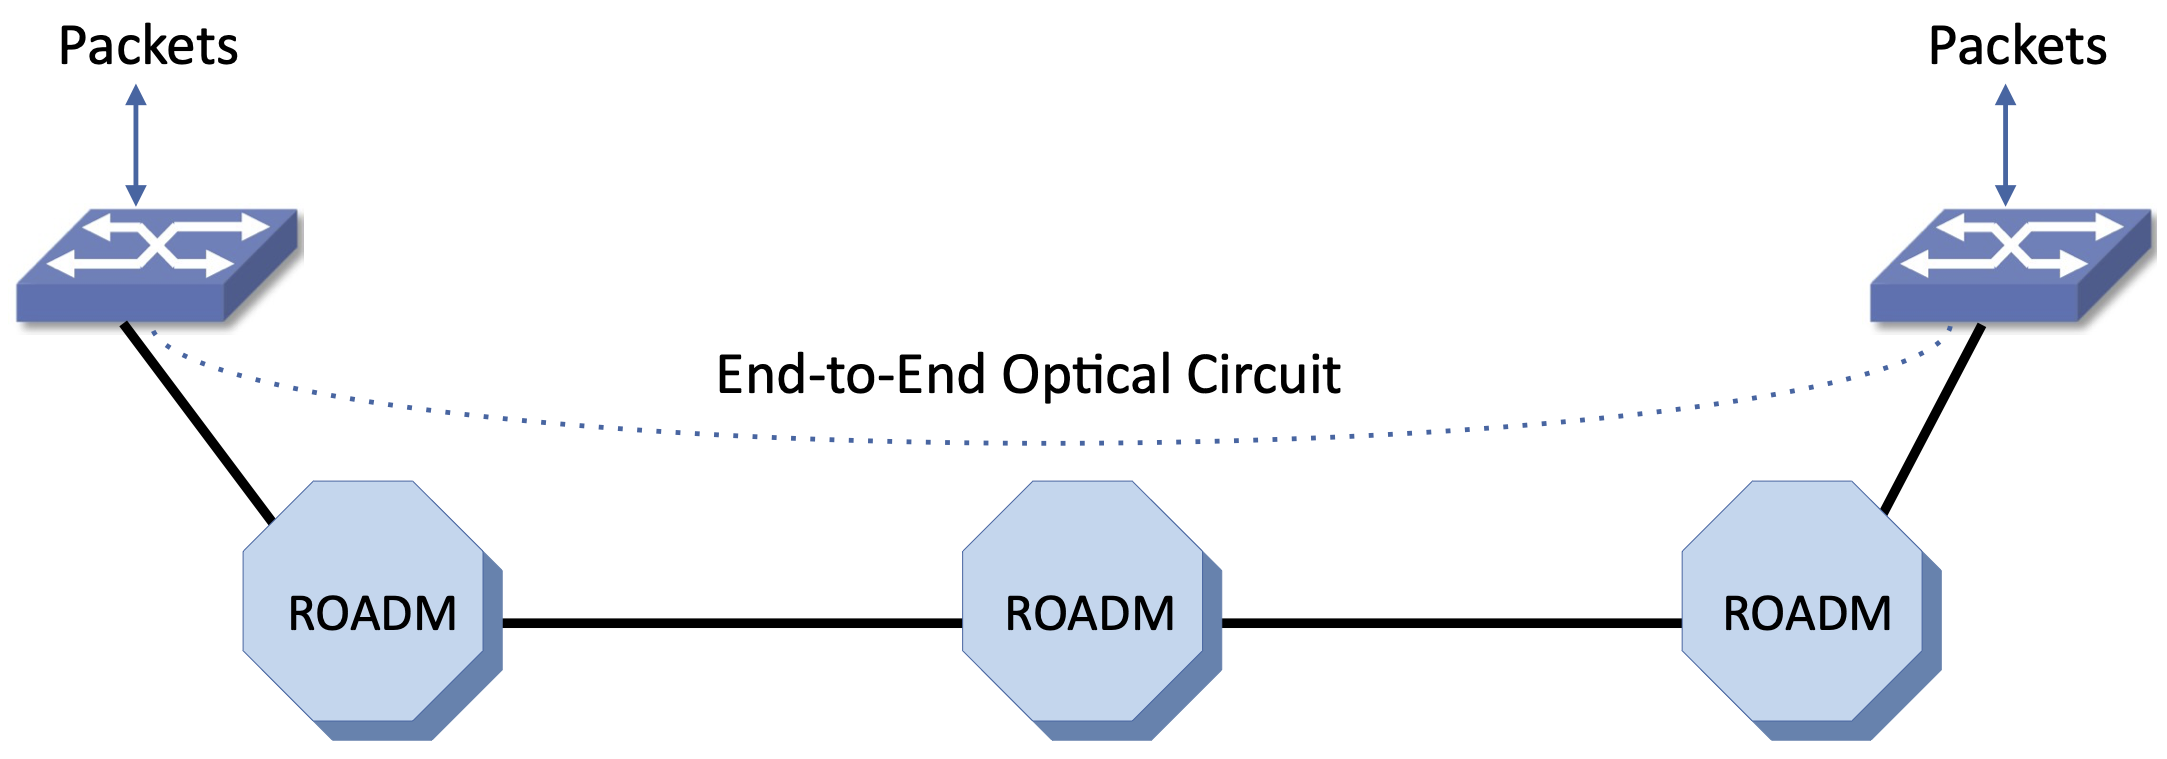 Packets
Packets
End-to-End Optical Circuit
ROADM
ROADM
ROADM